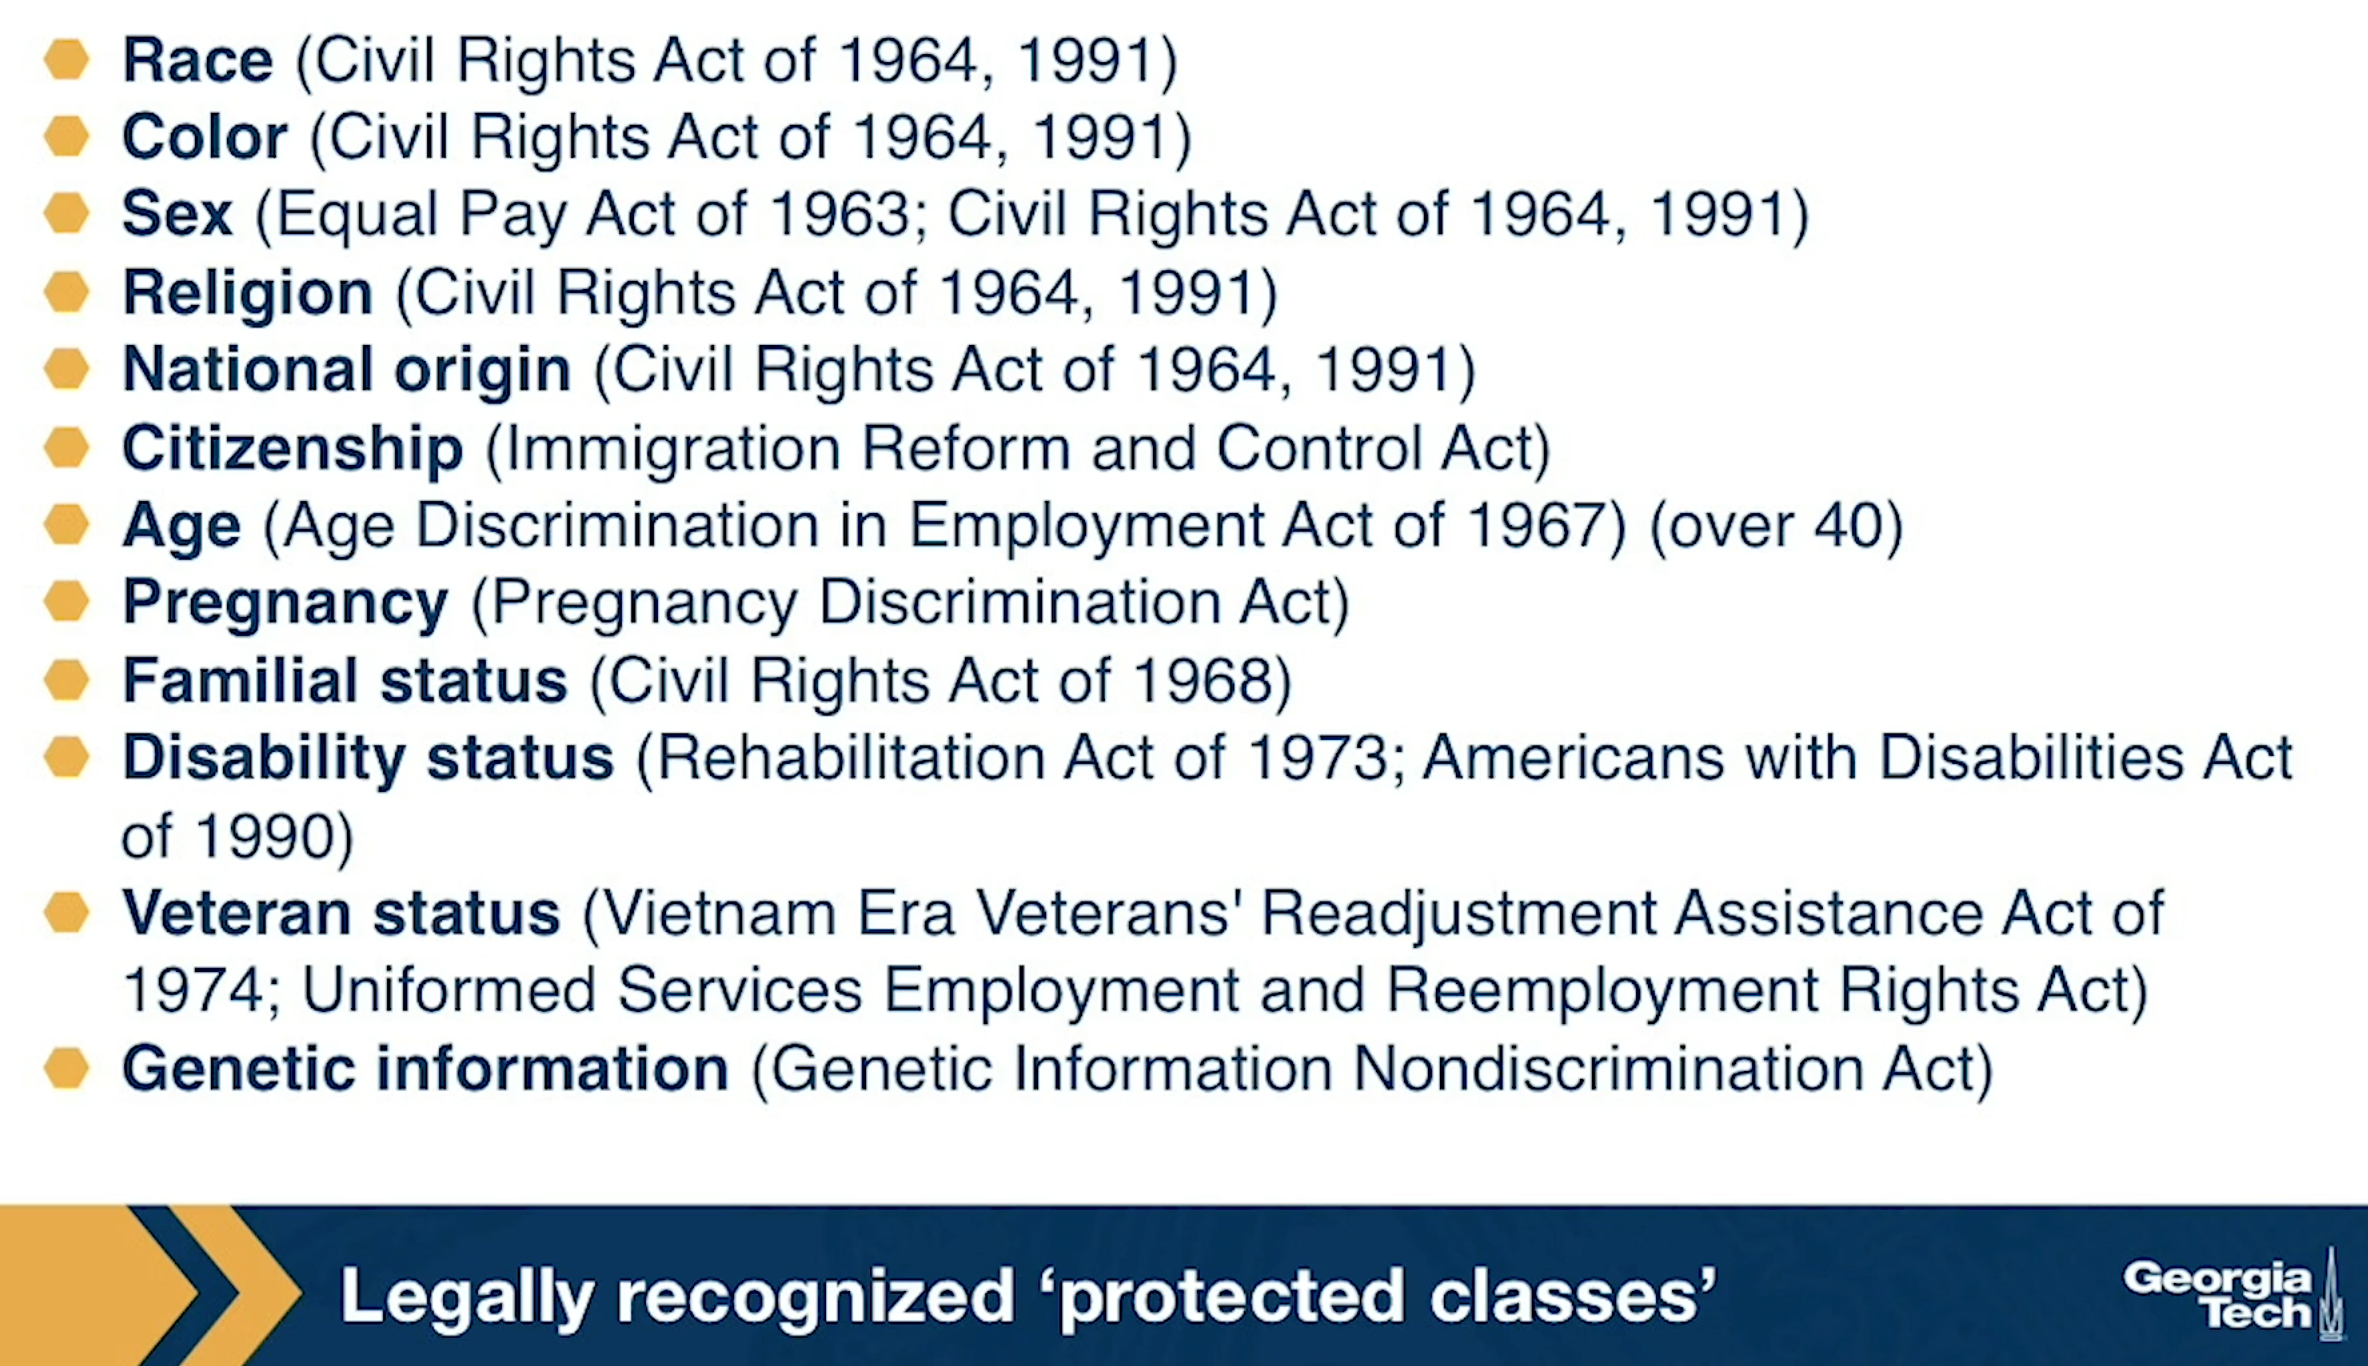 Race (Civil Rights Act of 1964, 1991)
Color (Civil Rights Act of 1964, 1991)
Sex (Equal Pay Act of 1963; Civil Rights Act of 1964, 1991)
Religion (Civil Rights Act of 1964, 1991)
National origin (Civil Rights Act of 1964, 1991)
Citizenship (Immigration Reform and Control Act)
Age (Age Discrimination in Employment Act of 1967) (over 40)
Pregnancy (Pregnancy Discrimination Act)
Familial status (Civil Rights Act of 1968)
Disability status (Rehabilitation Act of 1973; Americans with Disabilities Act
of 1990)
Veteran status (Vietnam Era Veterans' Readjustment Assistance Act of
1974; Uniformed Services Employment and Reemployment Rights Act)
Genetic information (Genetic Information Nondiscrimination Act)
Legally recognized ‘protected classes’
Georgia
Tech